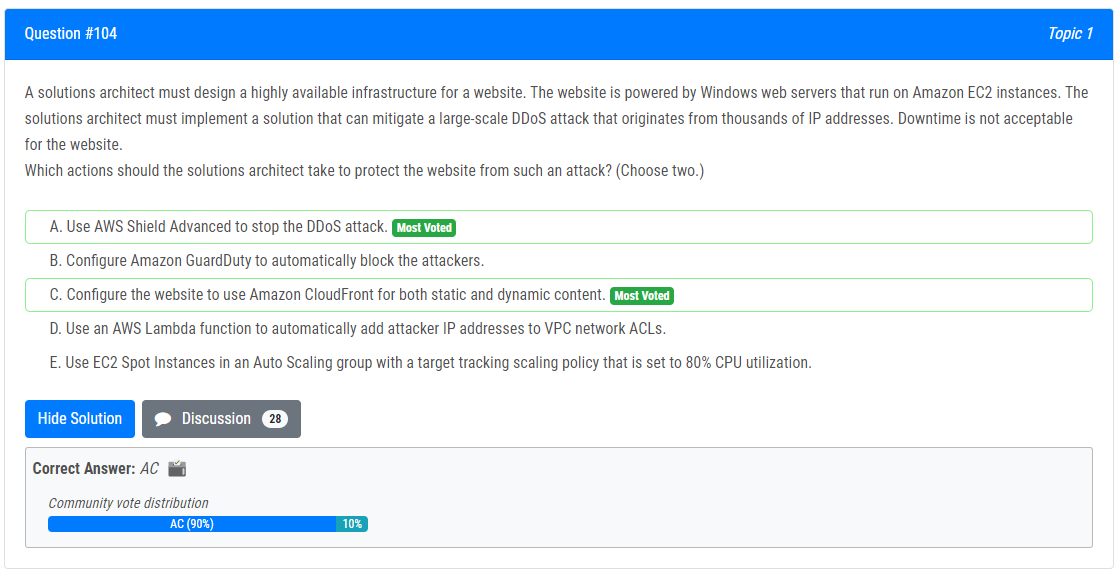 Question #104
Topic 1
A solutions architect must design a highly available infrastructure for a website. The website is powered by Windows web servers that run on Amazon EC2 instances. The
solutions architect must implement a solution that can mitigate a large-scale DDoS attack that originates from thousands of IP addresses. Downtime is not acceptable
for the website.
Which actions should the solutions architect take to protect the website from such an attack? (Choose two.)
A. Use AWS Shield Advanced to stop the DDoS attack. Most Voted
B. Configure Amazon GuardDuty to automatically block the attackers.
C. Configure the website to use Amazon CloudFront for both static and dynamic content. Most Voted
D. Use an AWS Lambda function to automatically add attacker IP addresses to VPC network ACLs.
E. Use EC2 Spot Instances in an Auto Scaling group with a target tracking scaling policy that is set to 80% CPU utilization.
Hide Solution
Discussion 28
Correct Answer: AC
Community vote distribution
AC (90%) 10%